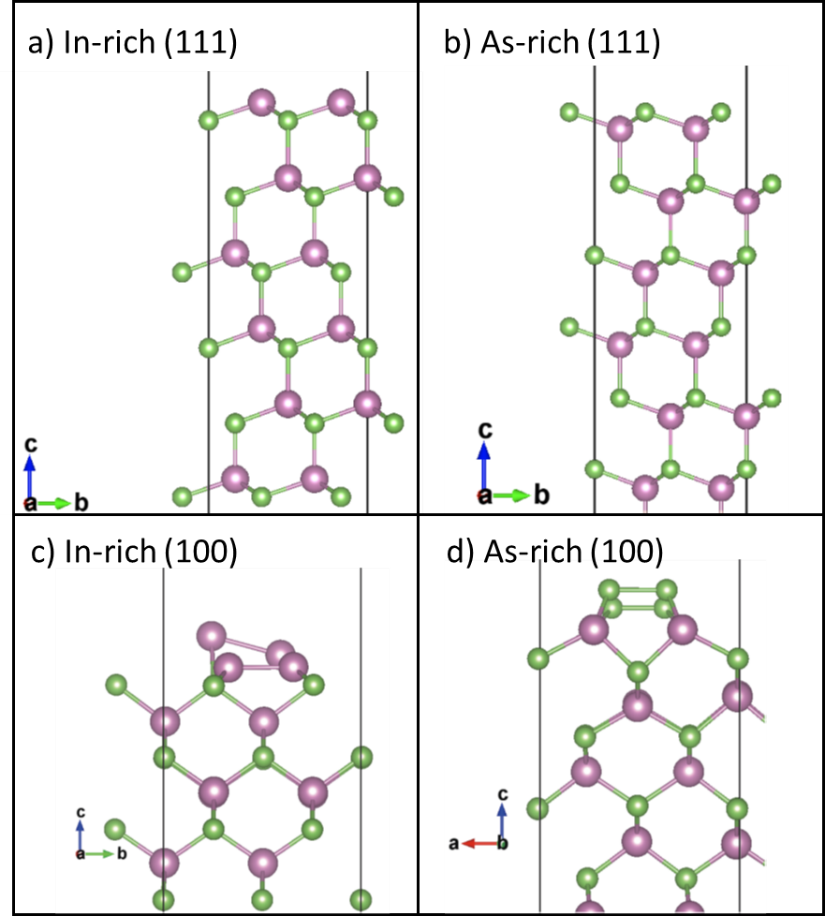 a) In-rich (111)
b) As-rich (111)
c
a
b
c
a
b
c) In-rich (100)
d) As-rich (100)
c
a
b
c
a
b